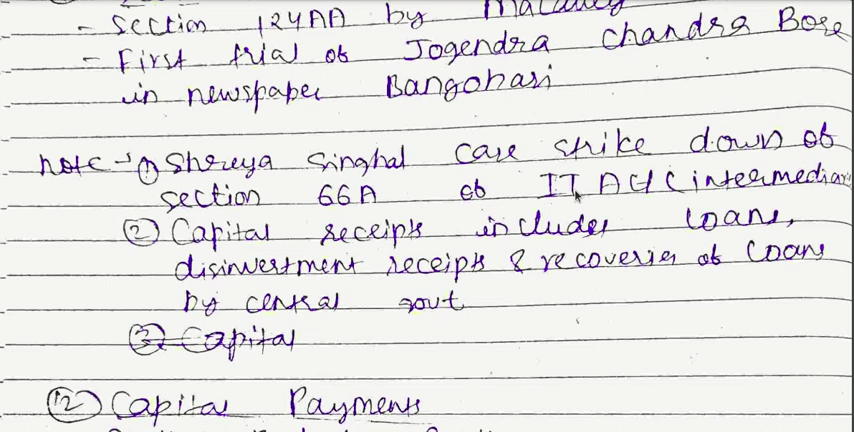 - Section 124AA by Macauley
- First trial of Jogendra Chandra Bose
in newspaper Bangobasi
note - ① Shreya Singhal case strike down of
section 66A of IT Act (intermediary
② Capital receipts includes loans,
disinvestment receipts & recoveries of loans
by central govt
③ Capital
⑫ Capital Payments